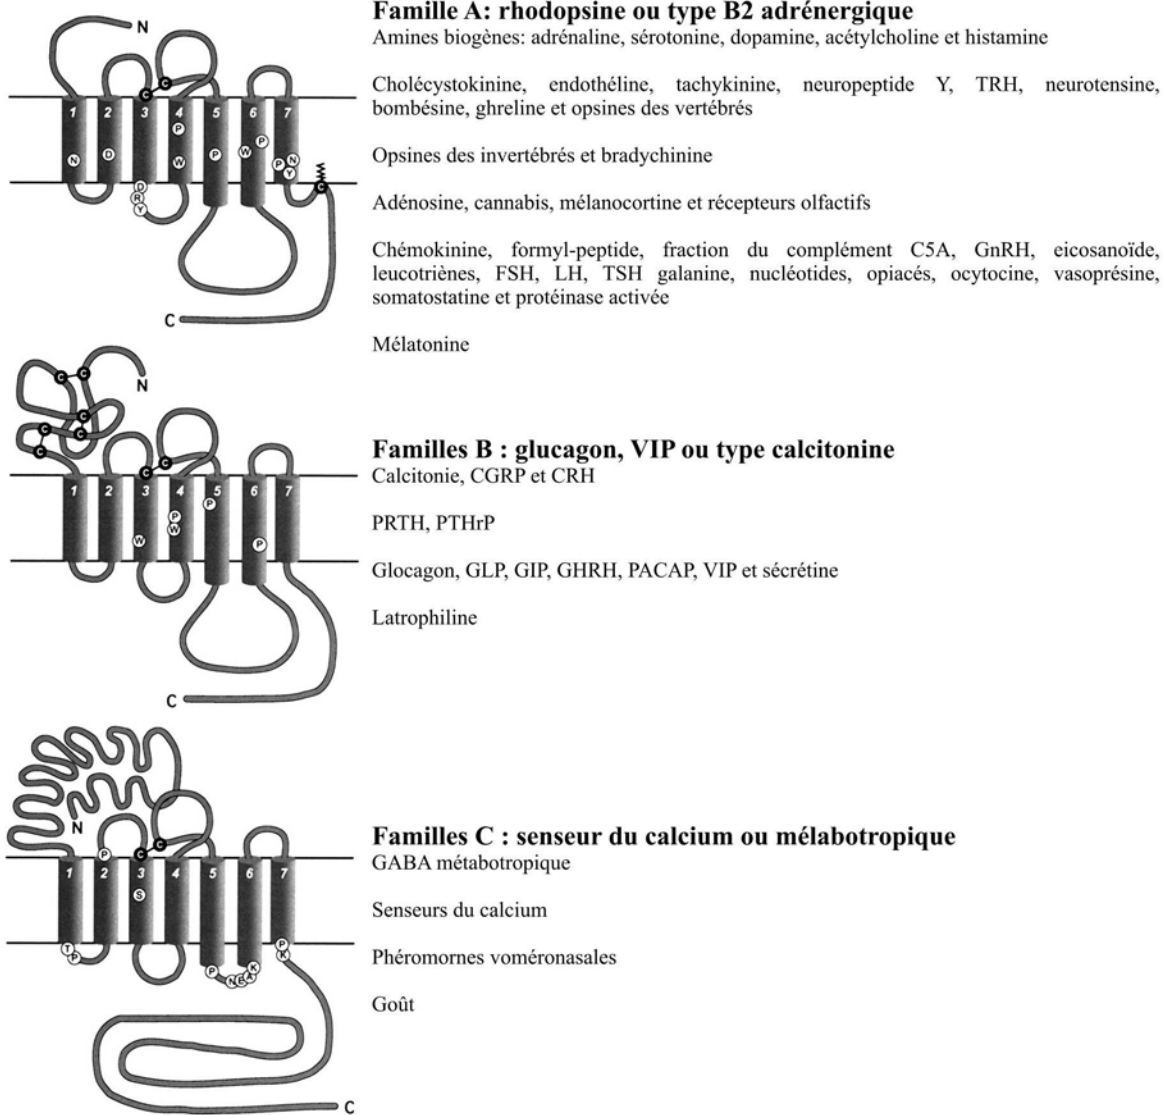 Famille A: rhodopsine ou type B2 adrénergique
Amines biogènes: adrénaline, sérotonine, dopamine, acétylcholine et histamine
Cholécystokinine, endothéline, tachykinine, neuropeptide Y, TRH, neurotensine,
bombésine, ghreline et opsines des vertébrés
Opsines des invertébrés et bradychinine
Adénosine, cannabis, mélanocortine et récepteurs olfactifs
Chémokinine, formyl-peptide, fraction du complément C5A, GnRH, eicosanoïde,
leucotriènes, FSH, LH, TSH galanine, nucléotides, opiacés, ocytocine, vasoprésine,
somatostatine et protéinase activée
Mélatonine
N
C C
1 2 3 4 5 6 7
P
N D W P W P P N Y
D R Y
C
C
Familles B : glucagon, VIP ou type calcitonine
Calcitonie, CGRP et CRH
PRTH, PTHrP
Glocagon, GLP, GIP, GHRH, PACAP, VIP et sécrétine
Latrophiline
N
C C
C
C C
C
C C
1 2 3 4 5 6 7
P
P
W W P
C
Familles C : senseur du calcium ou mélabotropique
GABA métabotropique
Senseurs du calcium
Phéromornes voméronasales
Goût
N
P C C
1 2 3 4 5 6 7
S
T P P N E A K P K
C